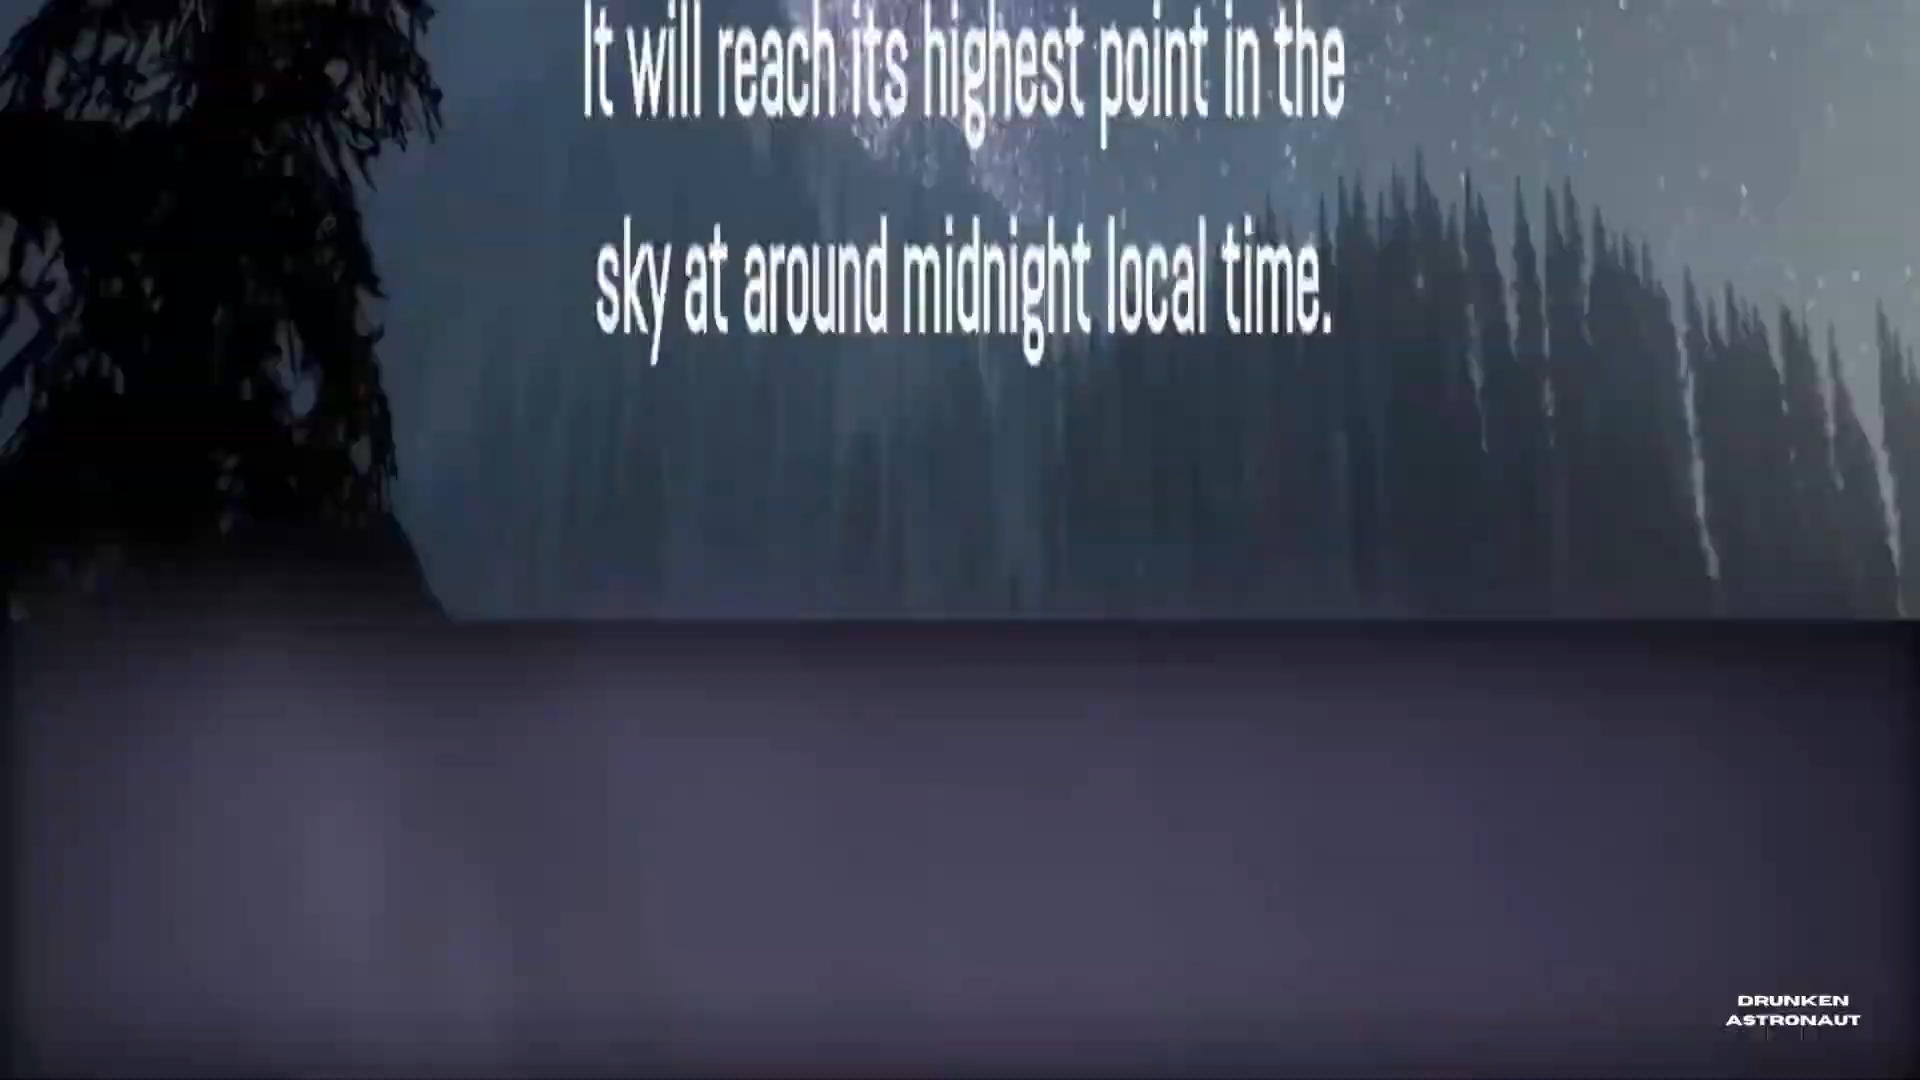 It will reach its highest point in the
sky at around midnight local time.
DRUNKEN
ASTRONAUT